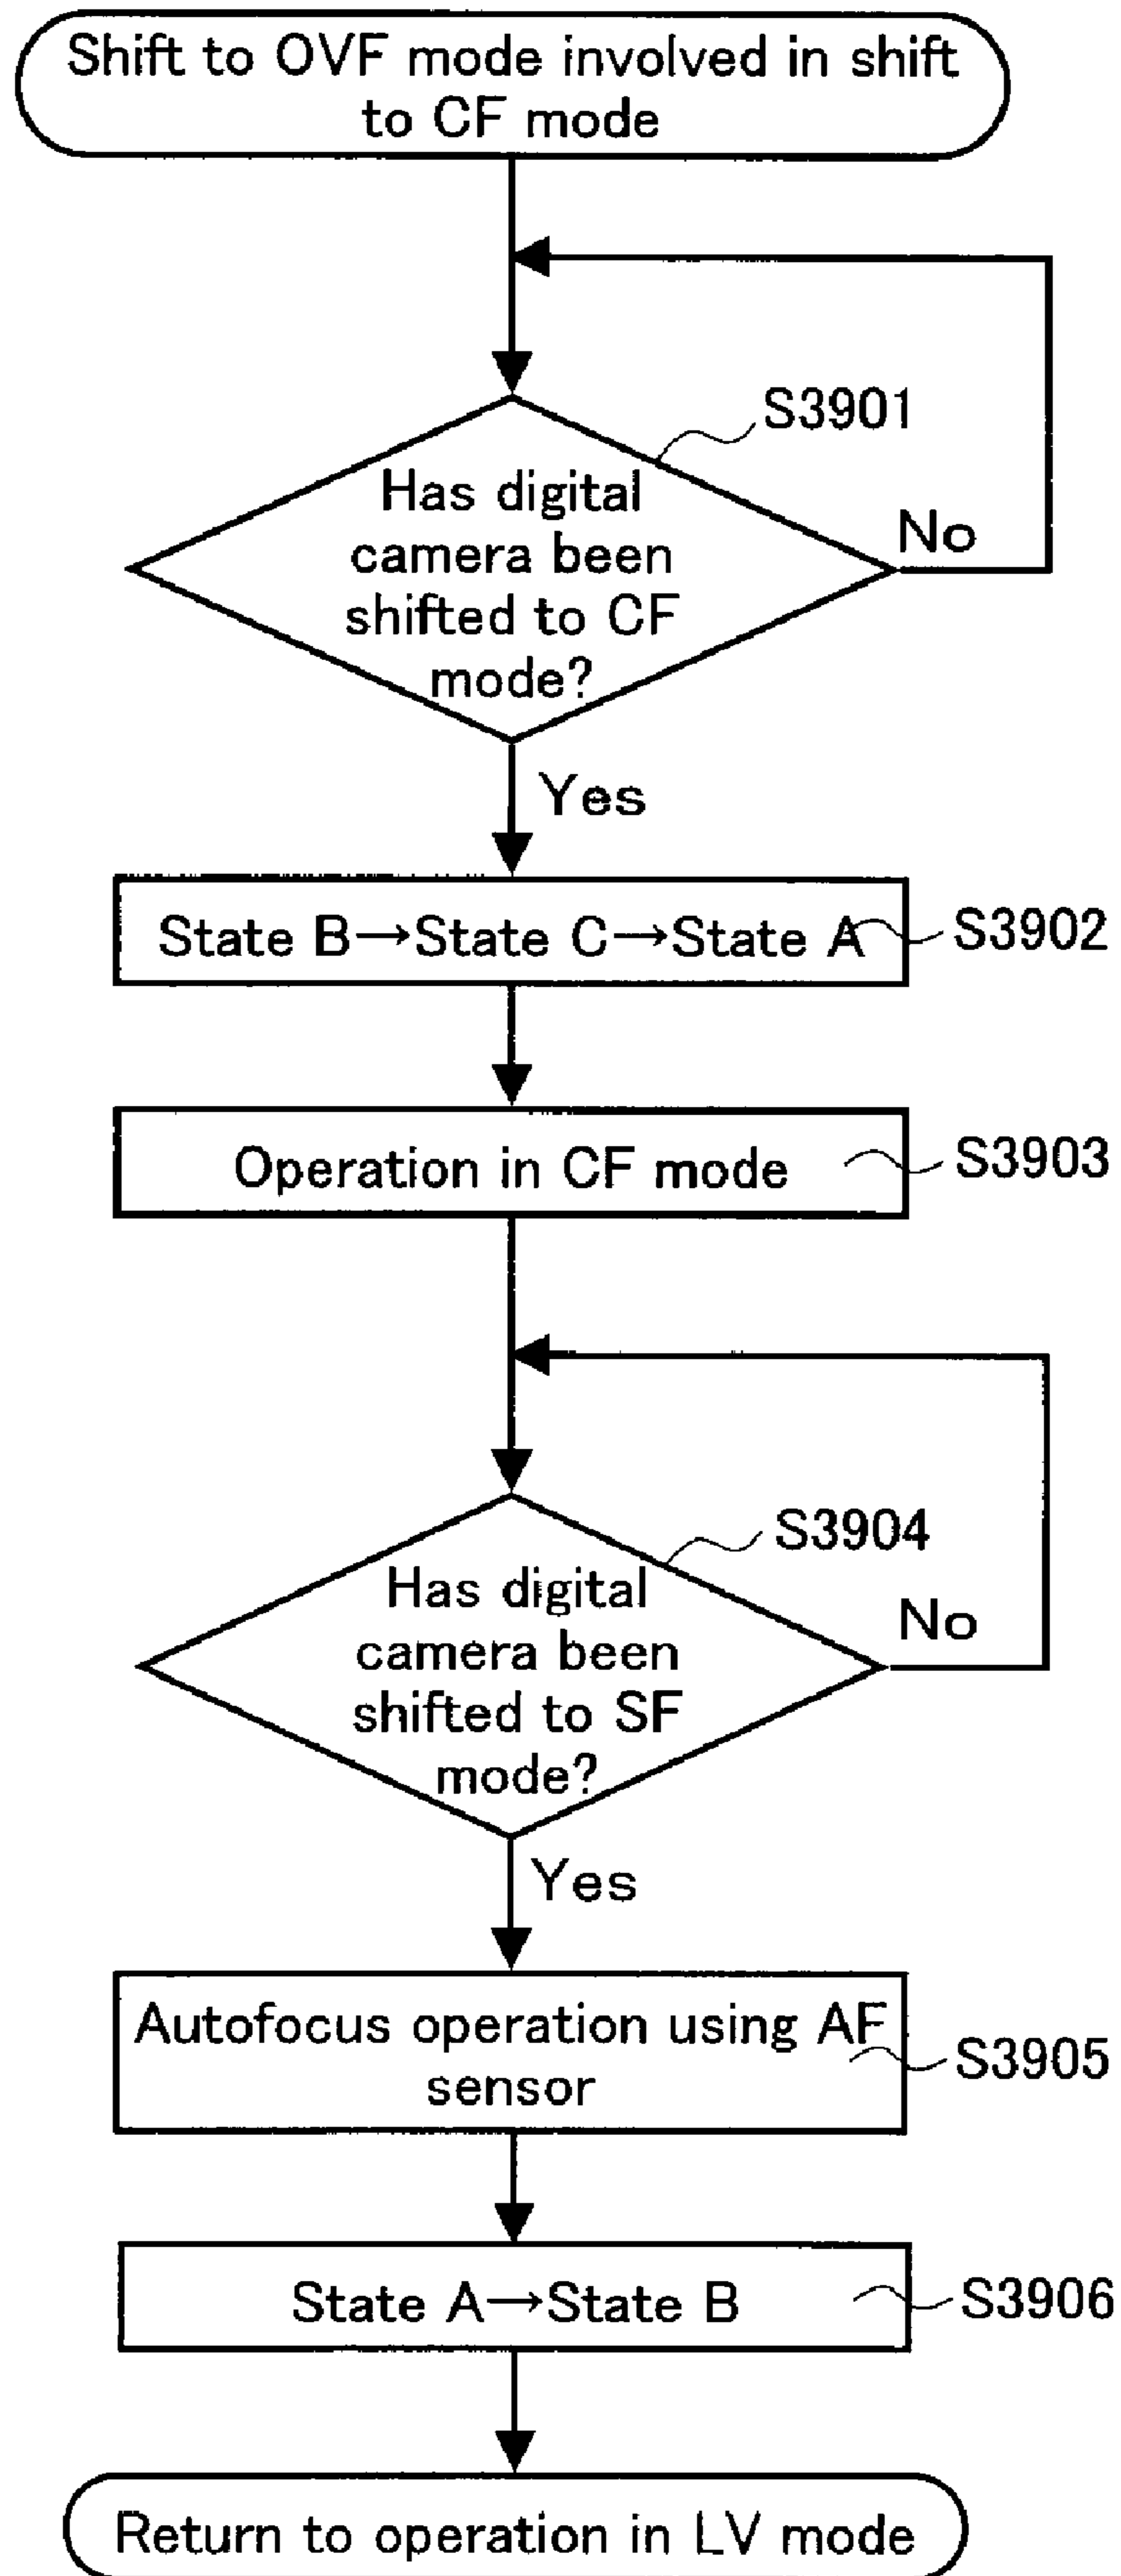 Shift to OVF mode involved in shift
to CF mode
S3901
Has digital
camera been
shifted to CF
mode?
No
Yes
State B→State C→State A
S3902
Operation in CF mode
S3903
S3904
Has digital
camera been
shifted to SF
mode?
No
Yes
Autofocus operation using AF
sensor
S3905
State A→State B
S3906
Return to operation in LV mode